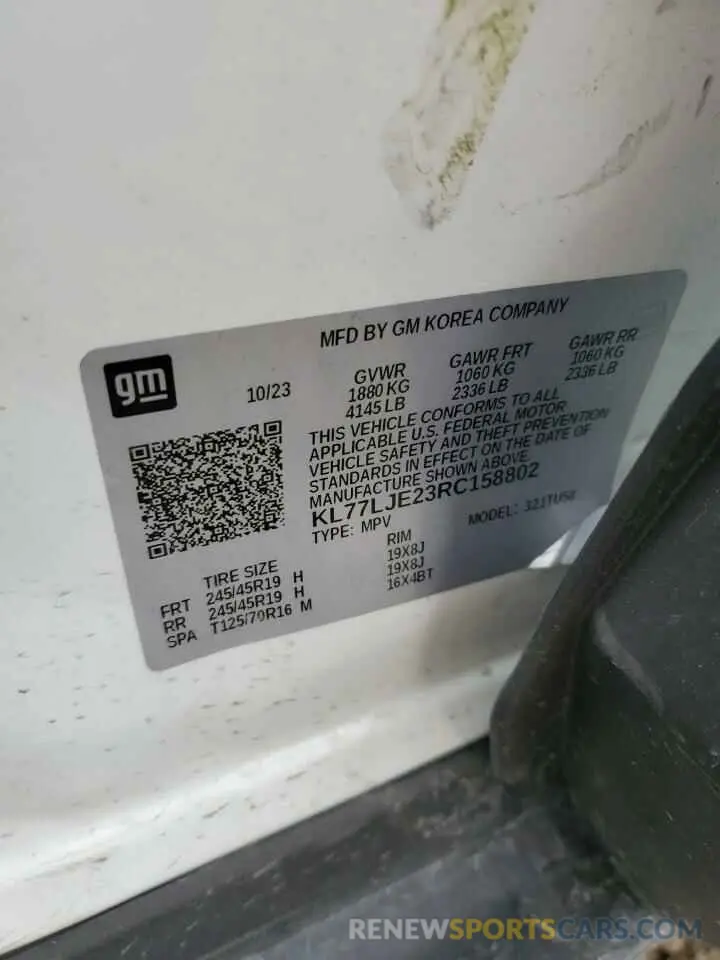 MFD BY GM KOREA COMPANY
gm
10/23
GVWR GAWR FRT GAWR RR
1880 KG 1060 KG 1060 KG
4145 LB 2336 LB 2336 LB
THIS VEHICLE CONFORMS TO ALL
APPLICABLE U.S. FEDERAL MOTOR
VEHICLE SAFETY AND THEFT PREVENTION
STANDARDS IN EFFECT ON THE DATE OF
MANUFACTURE SHOWN ABOVE.
KL77LJE23RC158802
TYPE: MPV MODEL:
TIRE SIZE RIM
FRT 245/45R19 H 19X8J
RR 245/45R19 H 19X8J
SPA T125/70R16 M 16X4BT
RENEWSPORTSCARS.COM